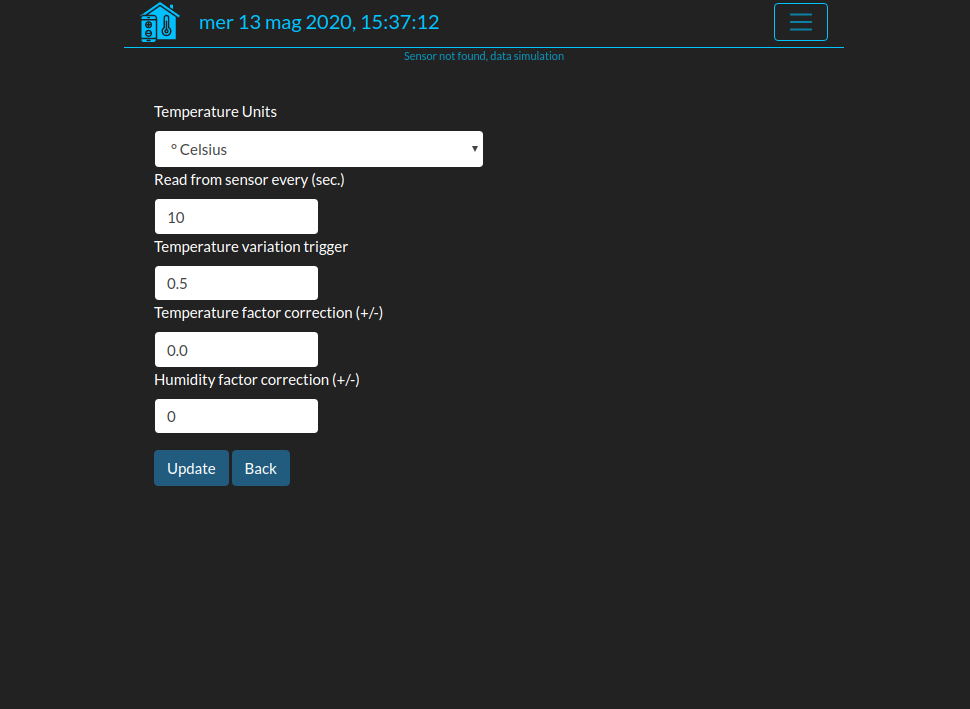 mer 13 mag 2020, 15:37:12
Sensor not found, data simulation
Temperature Units
° Celsius
Read from sensor every (sec.)
10
Temperature variation trigger
0.5
Temperature factor correction (+/-)
0.0
Humidity factor correction (+/-)
0
Update Back